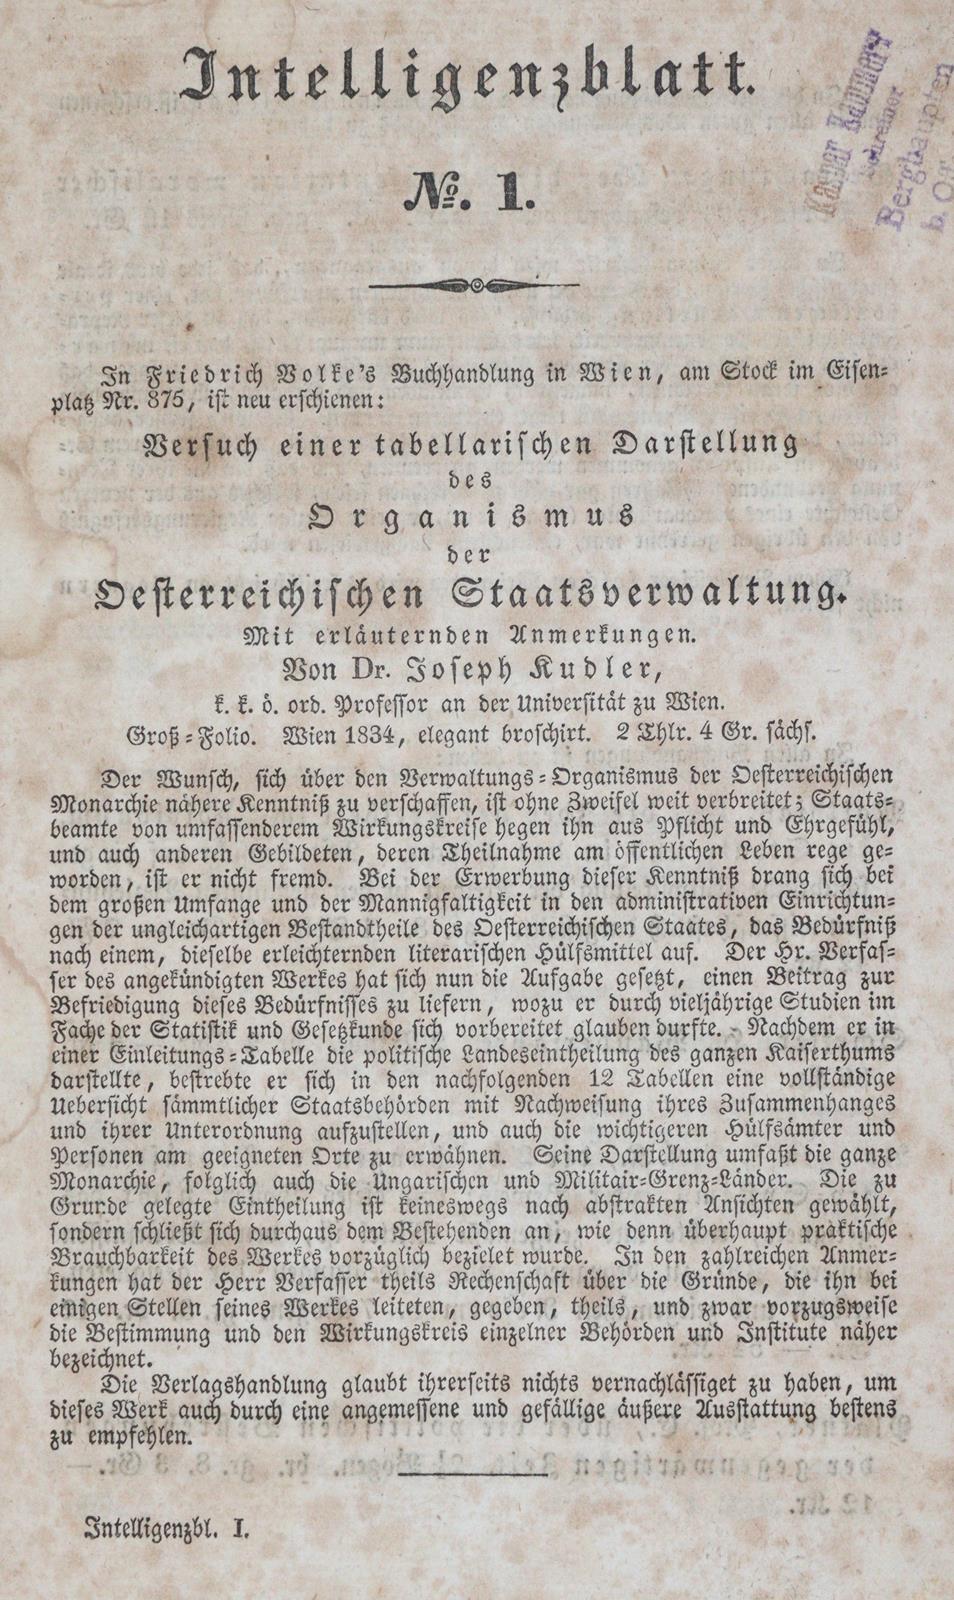 Intelligenzblatt.
No. 1.
Kaspar Kammerer
Schreiner
Berghaupten
In Friedrich Volke's Buchhandlung in Wien, am Stock im Eisen-
platz Nr. 875, ist neu erschienen:
Versuch einer tabellarischen Darstellung
des
Organismus
der
Oesterreichischen Staatsverwaltung.
Mit erläuternden Anmerkungen.
Von Dr. Joseph Kudler,
k. k. ö. ord. Professor an der Universität zu Wien.
Groß-Folio. Wien 1834, elegant broschirt. 2 Thlr. 4 Gr. sächs.
Der Wunsch, sich über den Verwaltungs-Organismus der Oesterreichischen
Monarchie nähere Kenntniß zu verschaffen, ist ohne Zweifel weit verbreitet; Staats-
beamte von umfassenderem Wirkungskreise hegen ihn aus Pflicht und Ehrgefühl,
und auch anderen Gebildeten, deren Theilnahme am öffentlichen Leben rege ge-
worden, ist er nicht fremd. Bei der Erwerbung dieser Kenntniß drang sich bei
dem großen Umfange und der Mannigfaltigkeit in den administrativen Einrichtun-
gen der ungleichartigen Bestandtheile des Oesterreichischen Staates, das Bedürfniß
nach einem, dieselbe erleichternden literarischen Hülfsmittel auf. Der Hr. Verfas-
ser des angekündigten Werkes hat sich nun die Aufgabe gesetzt, einen Beitrag zur
Befriedigung dieses Bedürfnisses zu liefern, wozu er durch vieljährige Studien im
Fache der Statistik und Gesetzkunde sich vorbereitet glauben durfte. - Nachdem er in
einer Einleitungs-Tabelle die politische Landeseintheilung des ganzen Kaiserthums
darstellte, bestrebte er sich in den nachfolgenden 12 Tabellen eine vollständige
Uebersicht sämmtlicher Staatsbehörden mit Nachweisung ihres Zusammenhanges
und ihrer Unterordnung aufzustellen, und auch die wichtigeren Hülfsämter und
Personen am geeigneten Orte zu erwähnen. Seine Darstellung umfaßt die ganze
Monarchie, folglich auch die Ungarischen und Militair-Grenz-Länder. Die zu
Grunde gelegte Eintheilung ist keineswegs nach abstrakten Ansichten gewählt,
sondern schließt sich durchaus dem Bestehenden an, wie denn überhaupt praktische
Brauchbarkeit des Werkes vorzüglich bezielet wurde. In den zahlreichen Anmer-
kungen hat der Herr Verfasser theils Rechenschaft über die Gründe, die ihn bei
einigen Stellen seines Werkes leiteten, gegeben, theils, und zwar vorzugsweise
die Bestimmung und den Wirkungskreis einzelner Behörden und Institute näher
bezeichnet.
Die Verlagshandlung glaubt ihrerseits nichts vernachlässiget zu haben, um
dieses Werk auch durch eine angemessene und gefällige äußere Ausstattung bestens
zu empfehlen.
Intelligenzbl. I.